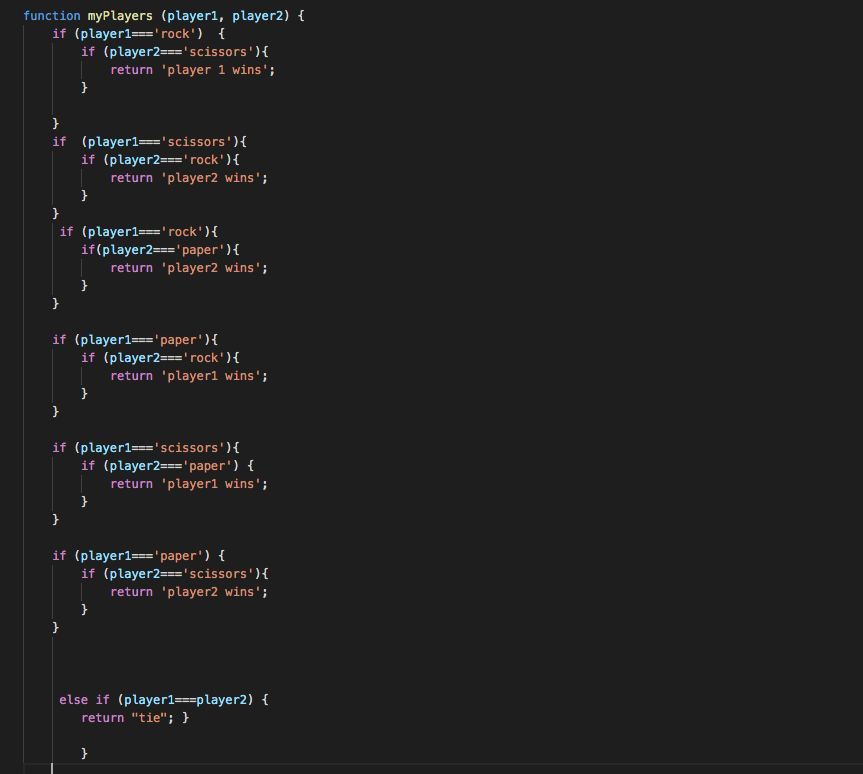 function myPlayers (player1, player2) {
    if (player1==='rock')  {
        if (player2==='scissors'){
            return 'player 1 wins';
        }
    }
    if  (player1==='scissors'){
        if (player2==='rock'){
            return 'player2 wins';
        }
    }
     if (player1==='rock'){
        if(player2==='paper'){
            return 'player2 wins';
        }
    }
    if (player1==='paper'){
        if (player2==='rock'){
            return 'player1 wins';
        }
    }
    if (player1==='scissors'){
        if (player2==='paper') {
            return 'player1 wins';
        }
    }
    if (player1==='paper') {
        if (player2==='scissors'){
            return 'player2 wins';
        }
    }
     else if (player1===player2) {
        return "tie"; }
        }